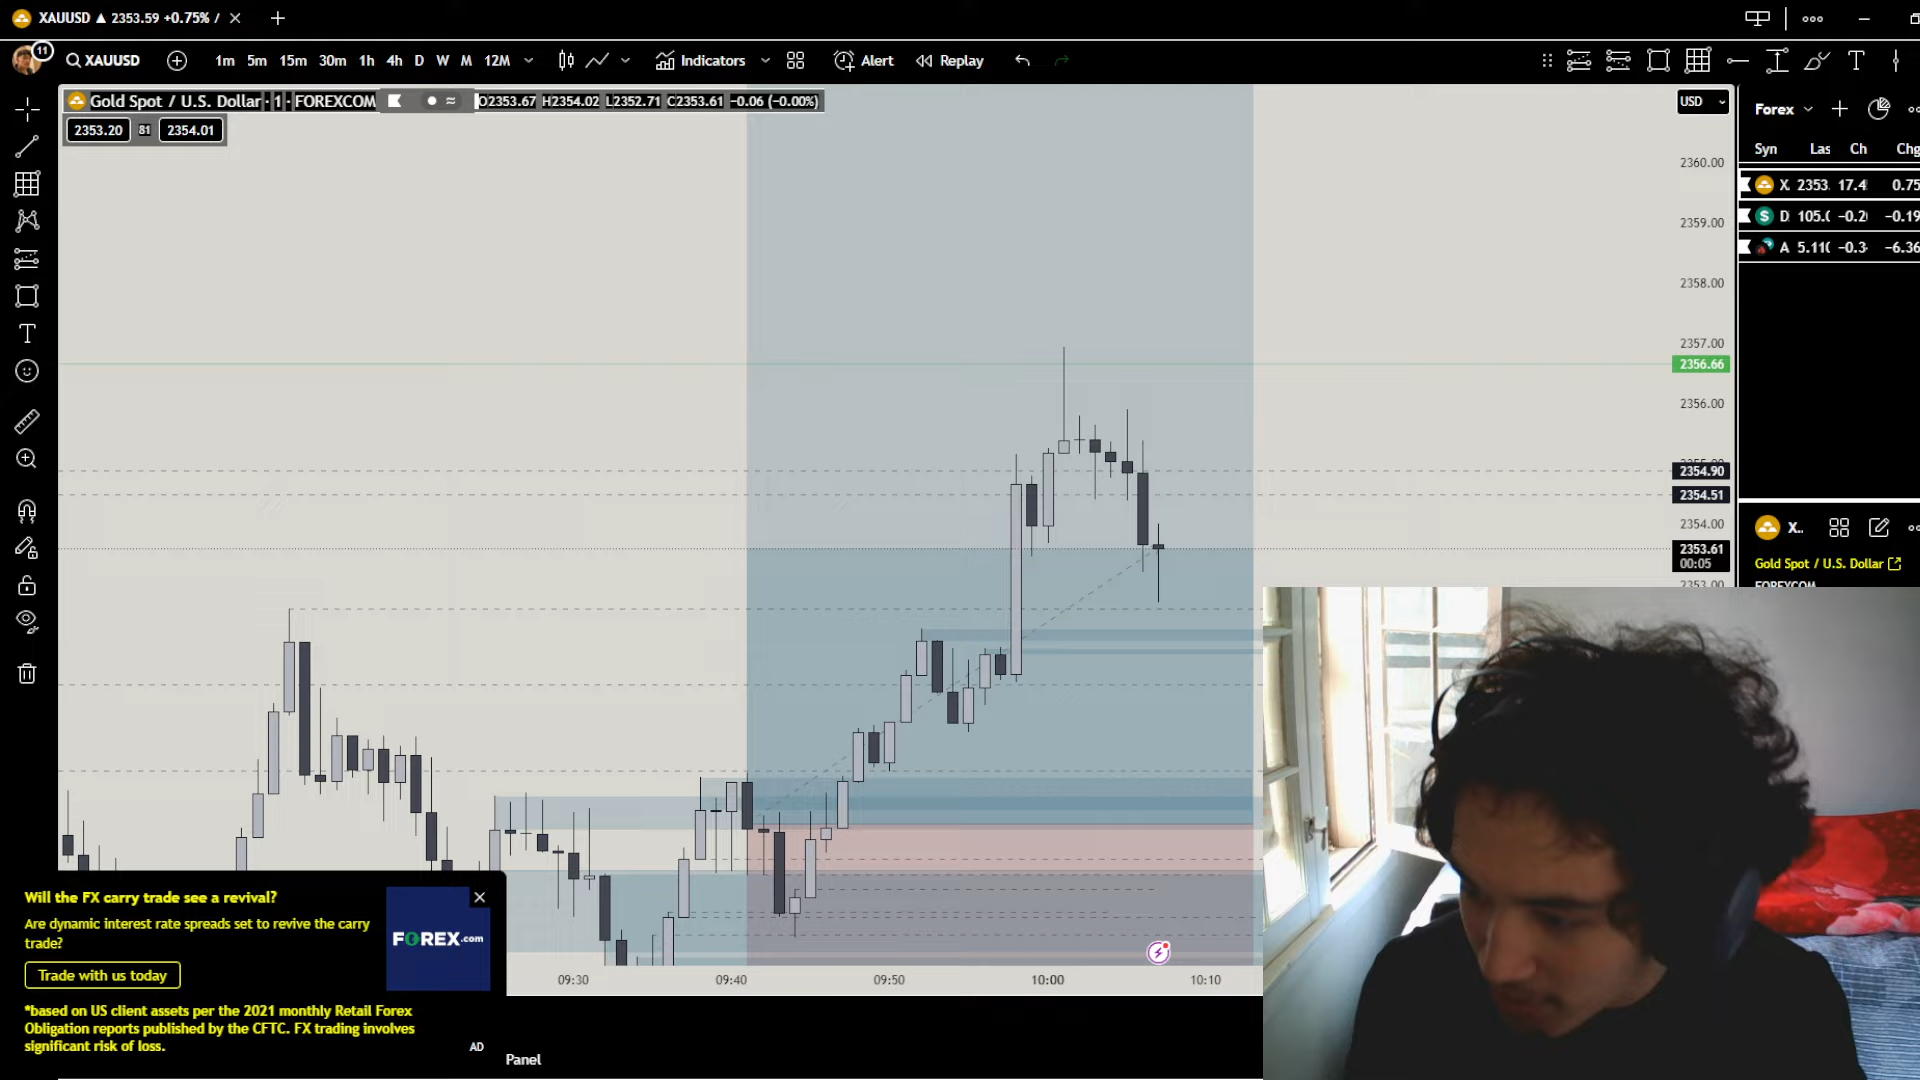 XAUUSD ▲ 2353.59 +0.75% /
11
XAUUSD
1m 5m 15m 30m 1h 4h D W M 12M
Indicators
Alert
Replay
Gold Spot / U.S. Dollar · 1 · FOREXCOM
O2353.67 H2354.02 L2352.71 C2353.61 −0.06 (−0.00%)
2353.20 81 2354.01
USD
2360.00
2359.00
2358.00
2357.00
2356.66
2356.00
2354.90
2354.51
2354.00
2353.61
00:05
2353.00
Forex
Syn Las Ch Chg
X 2353. 17.4 0.75
D 105.0 −0.20 −0.19
A 5.110 −0.3 −6.36
X..
Gold Spot / U.S. Dollar
FOREXCOM
Will the FX carry trade see a revival?
Are dynamic interest rate spreads set to revive the carry
trade?
FOREX.com
Trade with us today
*based on US client assets per the 2021 monthly Retail Forex
Obligation reports published by the CFTC. FX trading involves
significant risk of loss.
AD
09:30 09:40 09:50 10:00 10:10
Panel